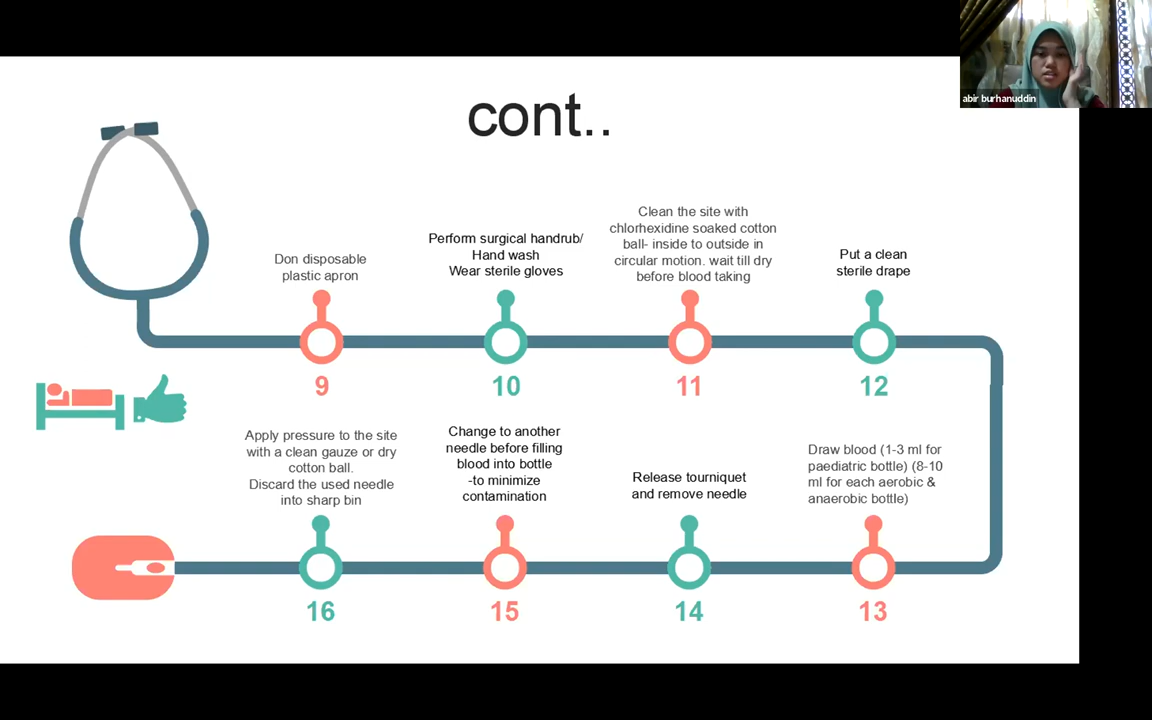 abir burhanuddin
cont..
Don disposable
plastic apron
9
Perform surgical handrub/
Hand wash
Wear sterile gloves
10
Clean the site with
chlorhexidine soaked cotton
ball- inside to outside in
circular motion. wait till dry
before blood taking
11
Put a clean
sterile drape
12
Draw blood (1-3 ml for
paediatric bottle) (8-10
ml for each aerobic &
anaerobic bottle)
13
Release tourniquet
and remove needle
14
Change to another
needle before filling
blood into bottle
-to minimize
contamination
15
Apply pressure to the site
with a clean gauze or dry
cotton ball.
Discard the used needle
into sharp bin
16